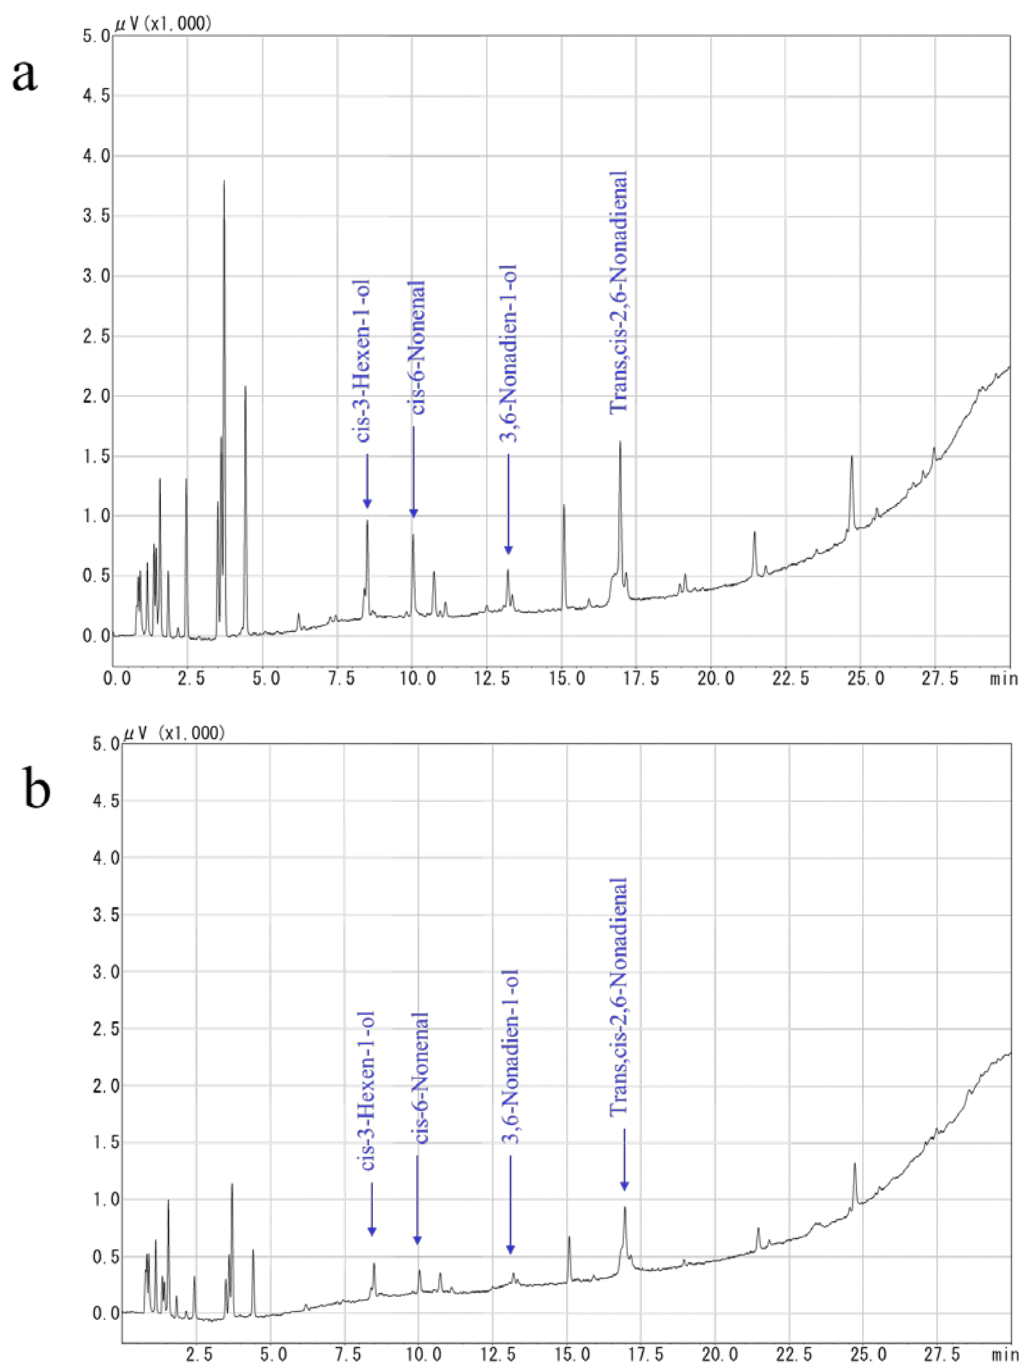 a
μV(x1,000)
5.0
4.5
4.0
3.5
3.0
2.5
2.0
1.5
1.0
0.5
0.0
cis-3-Hexen-1-ol
cis-6-Nonenal
3,6-Nonadien-1-ol
Trans,cis-2,6-Nonadienal
0.0 2.5 5.0 7.5 10.0 12.5 15.0 17.5 20.0 22.5 25.0 27.5 min
b
μV (x1,000)
5.0
4.5
4.0
3.5
3.0
2.5
2.0
1.5
1.0
0.5
0.0
cis-3-Hexen-1-ol
cis-6-Nonenal
3,6-Nonadien-1-ol
Trans,cis-2,6-Nonadienal
2.5 5.0 7.5 10.0 12.5 15.0 17.5 20.0 22.5 25.0 27.5 min